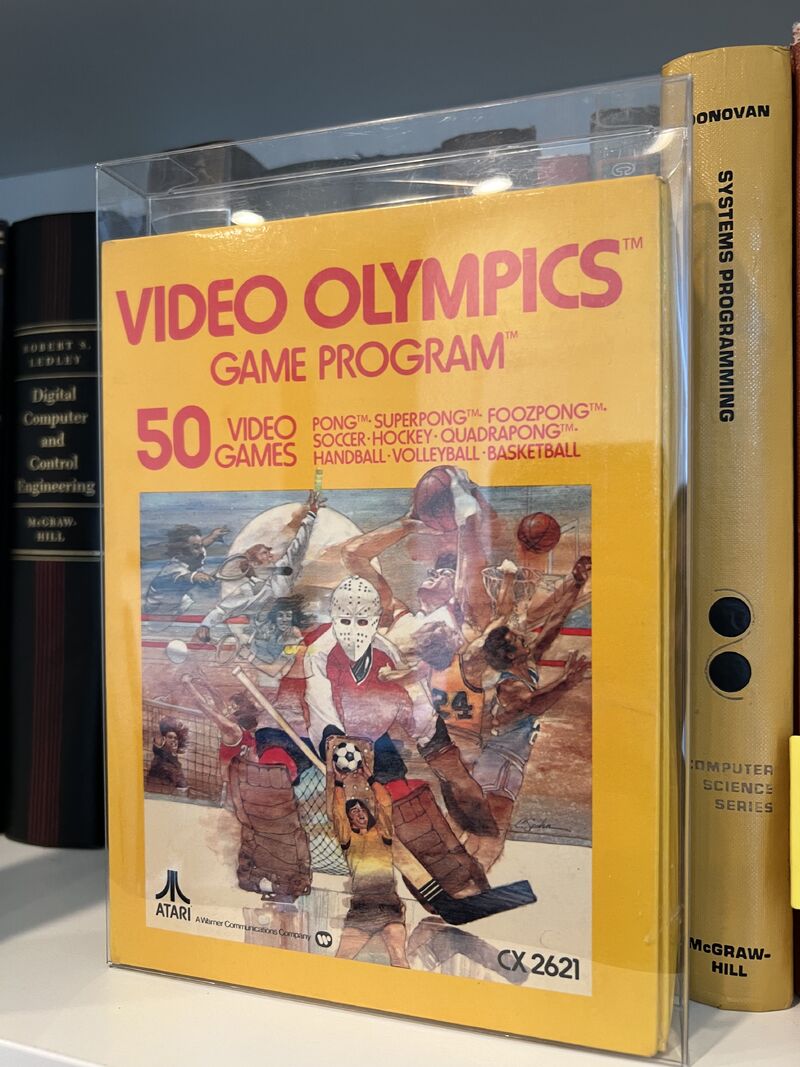 ROBERT S.
LEDLEY
Digital
Computer
and
Control
Engineering
McGRAW-
HILL
VIDEO OLYMPICS™
GAME PROGRAM™
50 VIDEO GAMES
PONG™· SUPERPONG™· FOOZPONG™·
SOCCER · HOCKEY · QUADRAPONG™·
HANDBALL · VOLLEYBALL · BASKETBALL
24
ATARI
A Warner Communications Company
CX 2621
DONOVAN
SYSTEMS PROGRAMMING
COMPUTER
SCIENCE
SERIES
McGRAW-
HILL